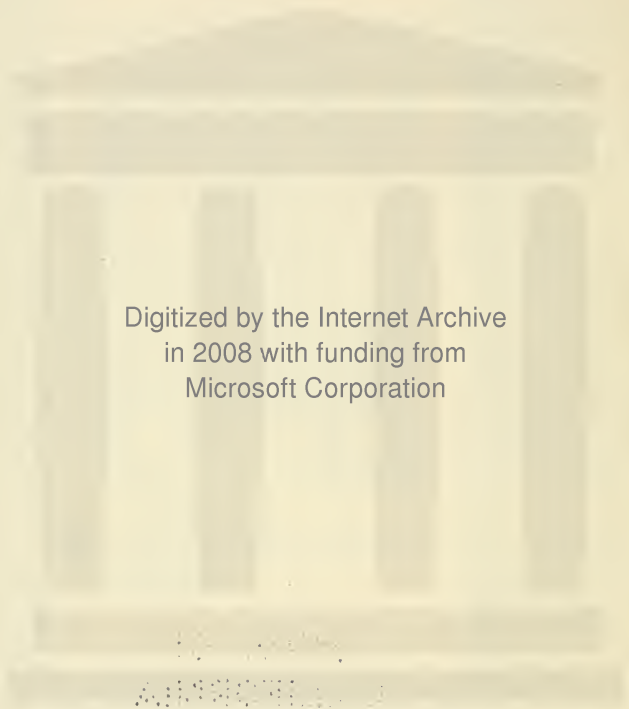 Digitized by the Internet Archive
in 2008 with funding from
Microsoft Corporation